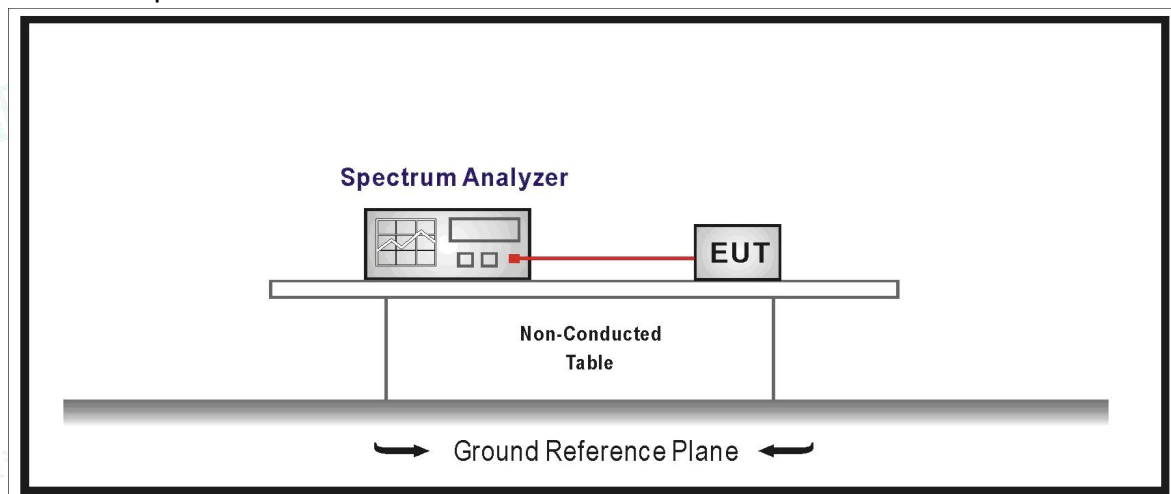 Spectrum Analyzer
EUT
Non-Conducted
Table
Ground Reference Plane